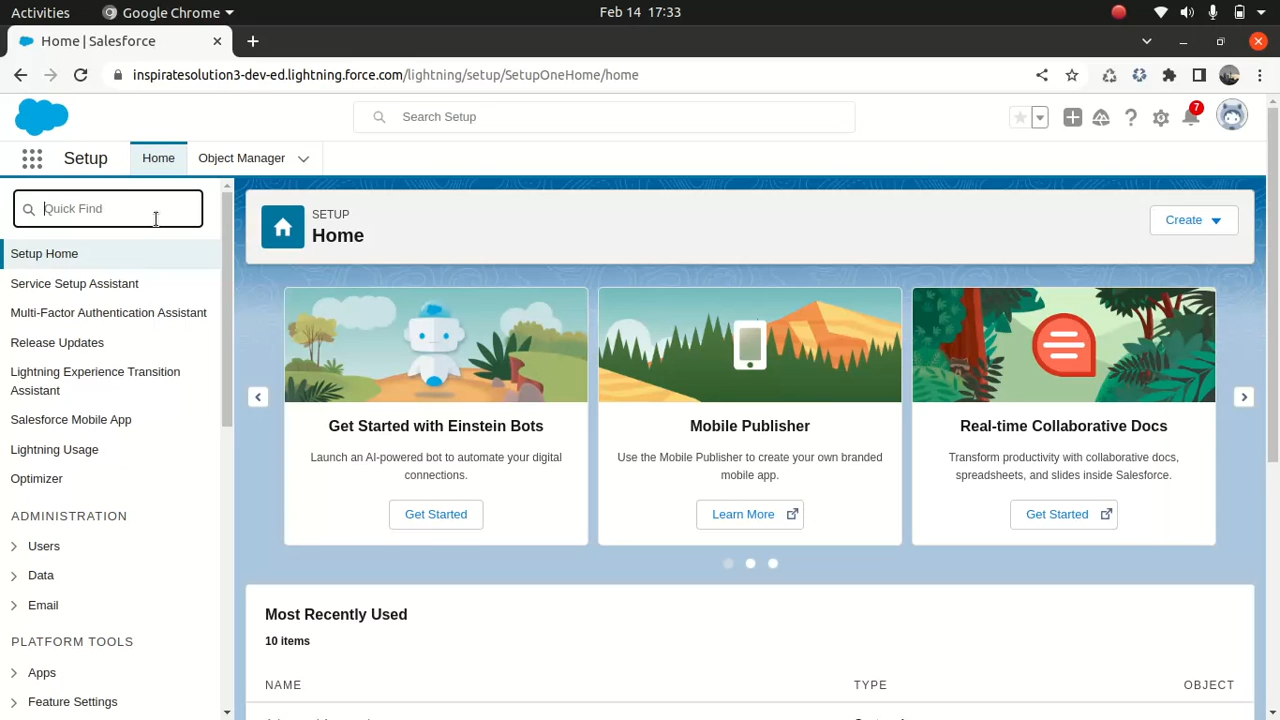 Activities
Google Chrome
Feb 14 17:33
Home | Salesforce
inspiratesolution3-dev-ed.lightning.force.com/lightning/setup/SetupOneHome/home
Search Setup
7
Setup
Home
Object Manager
Quick Find
Setup Home
Service Setup Assistant
Multi-Factor Authentication Assistant
Release Updates
Lightning Experience Transition
Assistant
Salesforce Mobile App
Lightning Usage
Optimizer
ADMINISTRATION
Users
Data
Email
PLATFORM TOOLS
Apps
Feature Settings
SETUP
Home
Create
Get Started with Einstein Bots
Launch an AI-powered bot to automate your digital
connections.
Get Started
Mobile Publisher
Use the Mobile Publisher to create your own branded
mobile app.
Learn More
Real-time Collaborative Docs
Transform productivity with collaborative docs,
spreadsheets, and slides inside Salesforce.
Get Started
Most Recently Used
10 items
NAME
TYPE
OBJECT